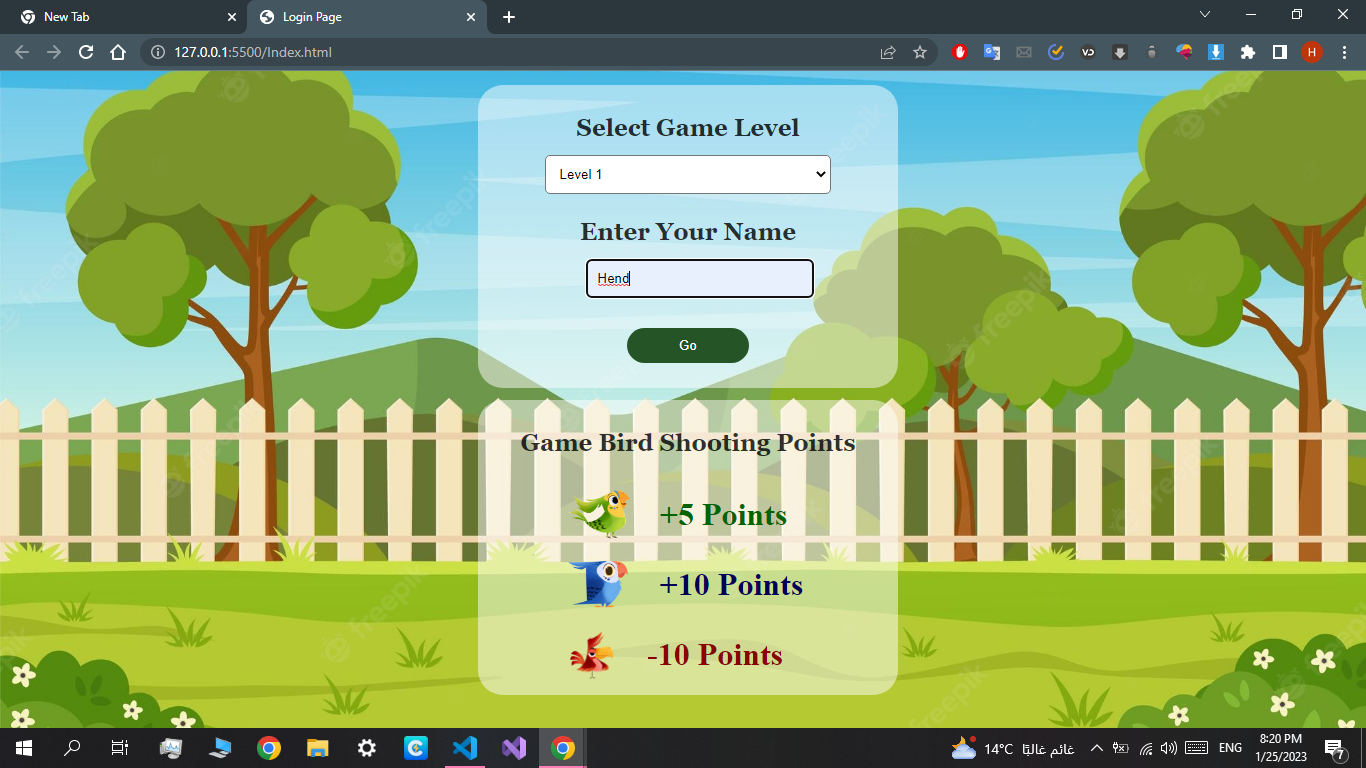 New Tab
Login Page
127.0.0.1:5500/Index.html
H
freepik
Select Game Level
Level 1
Enter Your Name
Hend
Go
Game Bird Shooting Points
+5 Points
+10 Points
-10 Points
14°C غائم غالبًا
ENG
8:20 PM
1/25/2023
7